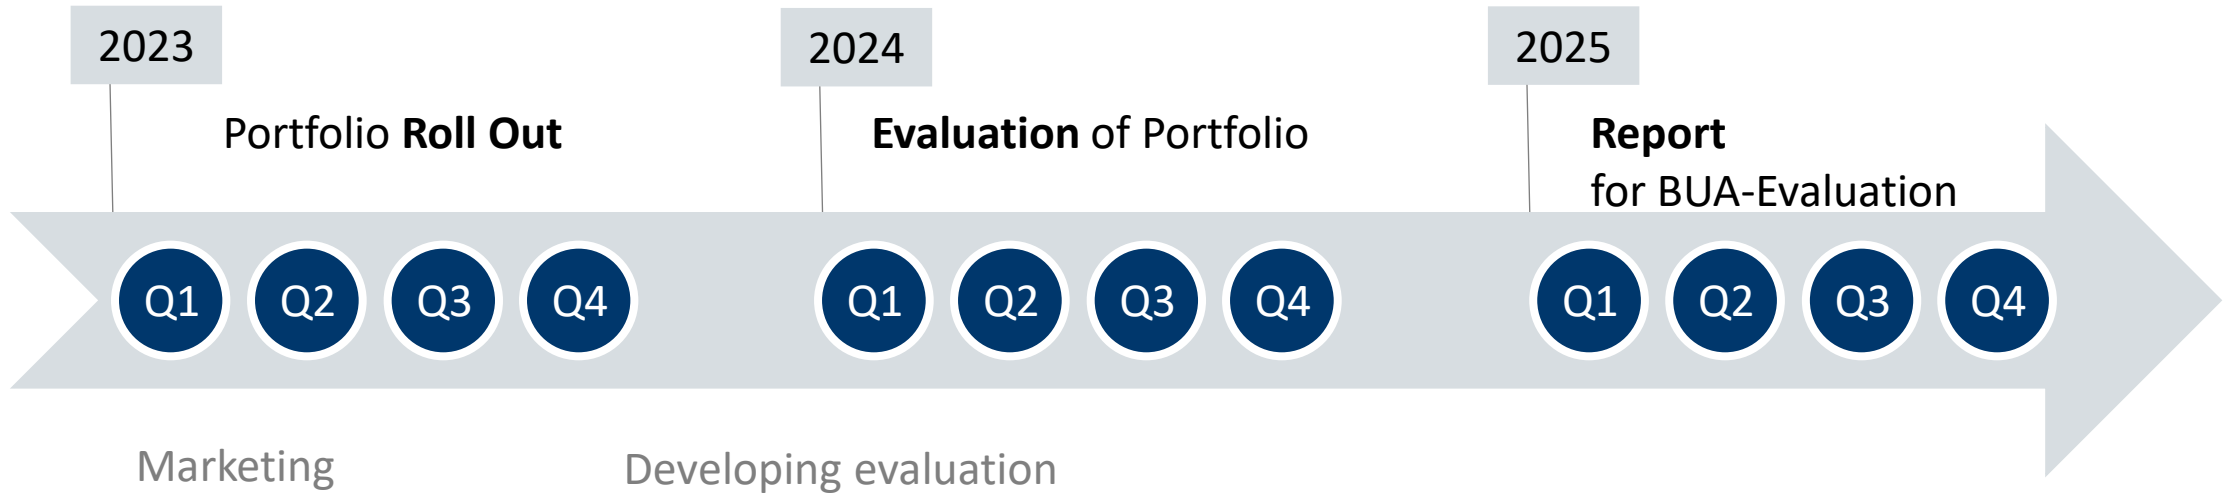 2023
2024
2025
Portfolio Roll Out
Evaluation of Portfolio
Report
for BUA-Evaluation
Q1 Q2 Q3 Q4 Q1 Q2 Q3 Q4 Q1 Q2 Q3 Q4
Marketing
Developing evaluation